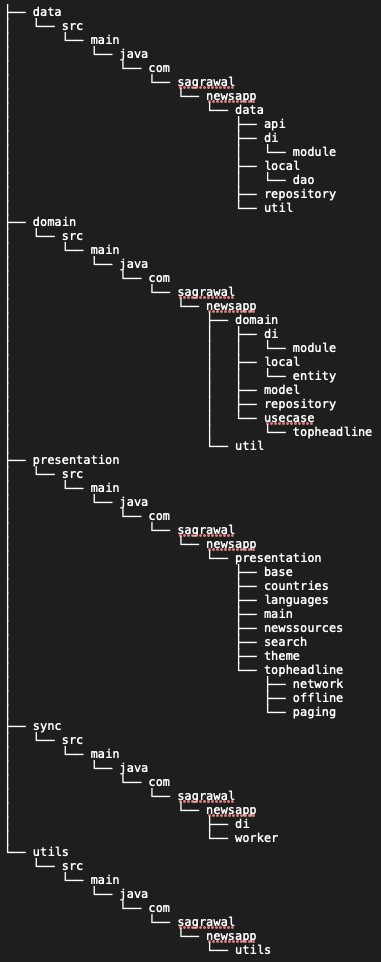 ├── data
│   └── src
│       └── main
│           └── java
│               └── com
│                   └── sagrawal
│                       └── newsapp
│                           └── data
│                               ├── api
│                               ├── di
│                               │   └── module
│                               ├── local
│                               │   └── dao
│                               ├── repository
│                               └── util
├── domain
│   └── src
│       └── main
│           └── java
│               └── com
│                   └── sagrawal
│                       └── newsapp
│                           ├── domain
│                           │   ├── di
│                           │   │   └── module
│                           │   ├── local
│                           │   │   └── entity
│                           │   ├── model
│                           │   ├── repository
│                           │   └── usecase
│                           │       └── topheadline
│                           └── util
├── presentation
│   └── src
│       └── main
│           └── java
│               └── com
│                   └── sagrawal
│                       └── newsapp
│                           └── presentation
│                               ├── base
│                               ├── countries
│                               ├── languages
│                               ├── main
│                               ├── newssources
│                               ├── search
│                               ├── theme
│                               └── topheadline
│                                   ├── network
│                                   ├── offline
│                                   └── paging
├── sync
│   └── src
│       └── main
│           └── java
│               └── com
│                   └── sagrawal
│                       └── newsapp
│                           ├── di
│                           └── worker
└── utils
    └── src
        └── main
            └── java
                └── com
                    └── sagrawal
                        └── newsapp
                            └── utils